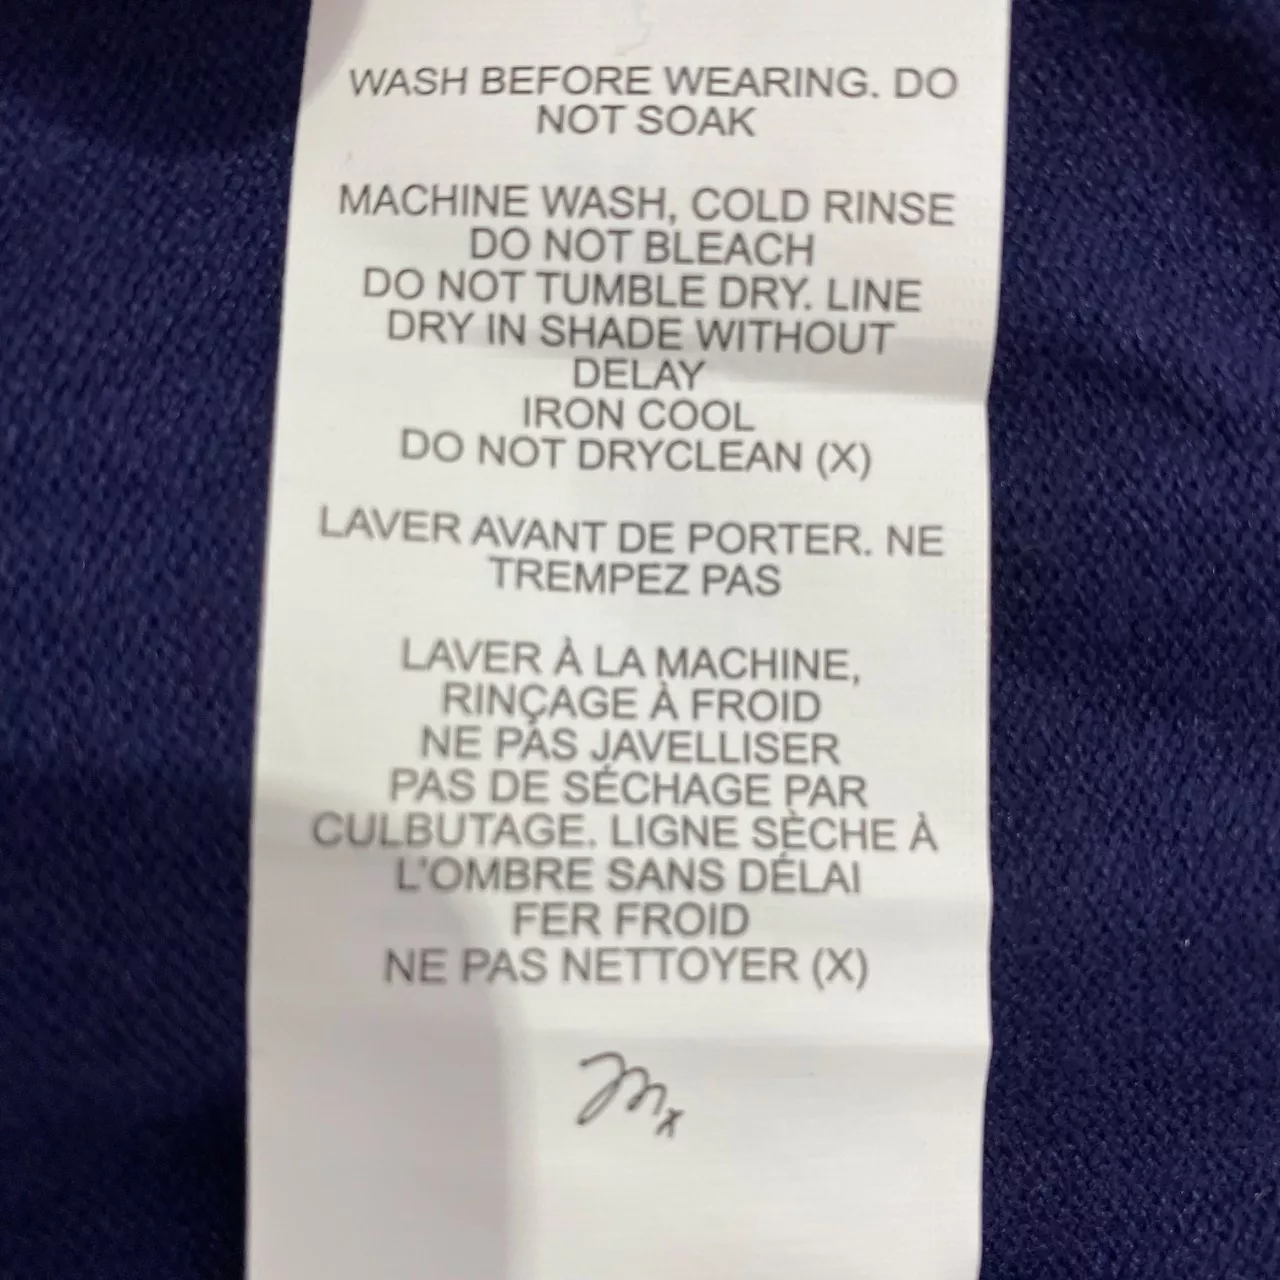 WASH BEFORE WEARING. DO
NOT SOAK
MACHINE WASH, COLD RINSE
DO NOT BLEACH
DO NOT TUMBLE DRY. LINE
DRY IN SHADE WITHOUT
DELAY
IRON COOL
DO NOT DRYCLEAN (X)
LAVER AVANT DE PORTER. NE
TREMPEZ PAS
LAVER À LA MACHINE,
RINÇAGE À FROID
NE PAS JAVELLISER
PAS DE SÉCHAGE PAR
CULBUTAGE. LIGNE SÈCHE À
L'OMBRE SANS DÉLAI
FER FROID
NE PAS NETTOYER (X)
Mx